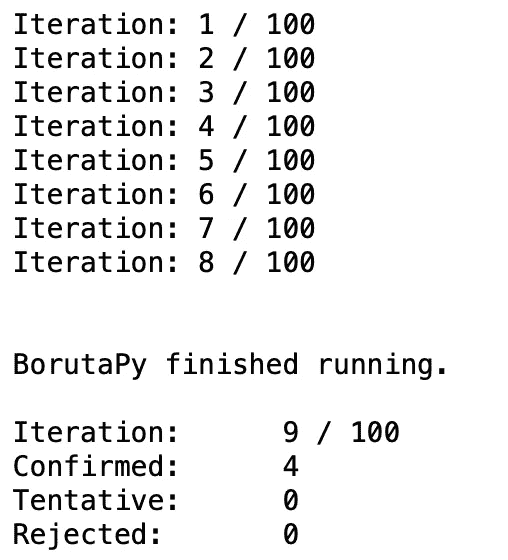 Iteration: 1 / 100
Iteration: 2 / 100
Iteration: 3 / 100
Iteration: 4 / 100
Iteration: 5 / 100
Iteration: 6 / 100
Iteration: 7 / 100
Iteration: 8 / 100
BorutaPy finished running.
Iteration: 9 / 100
Confirmed: 4
Tentative: 0
Rejected: 0